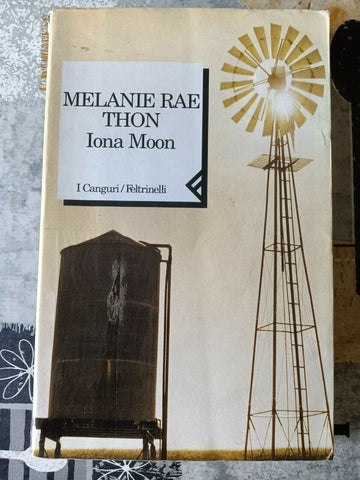 MELANIE RAE
THON
Iona Moon
I Canguri/Feltrinelli